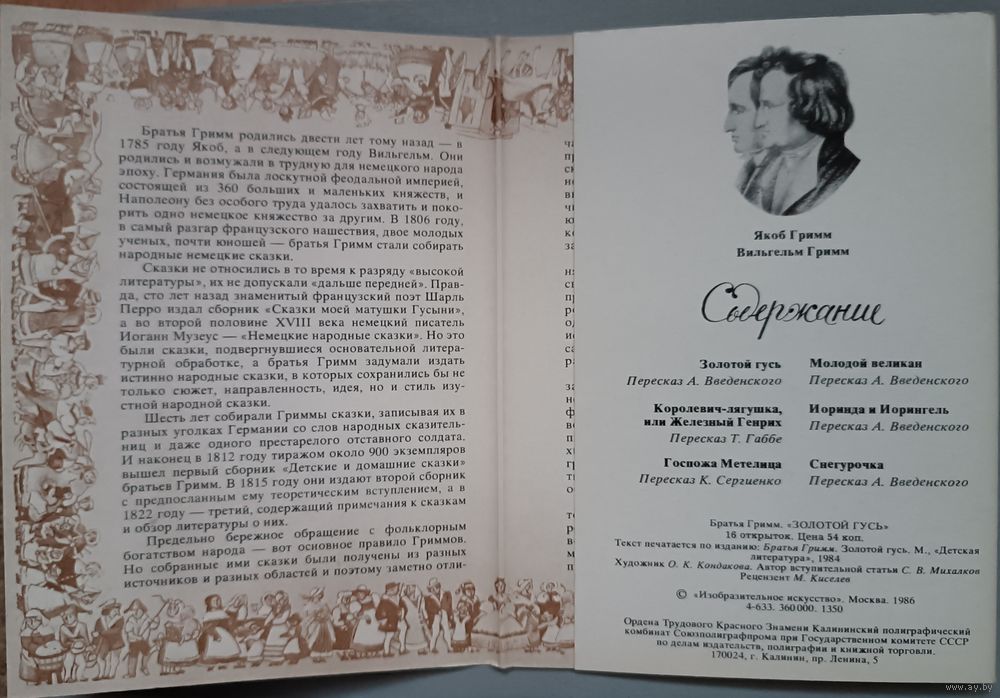 Братья Гримм родились двести лет тому назад — в
1785 году Якоб, а в следующем году Вильгельм. Они
родились и возмужали в трудную для немецкого народа
эпоху. Германия была лоскутной феодальной империей,
состоящей из 360 больших и маленьких княжеств, и
Наполеону без особого труда удалось захватить и поко-
рить одно немецкое княжество за другим. В 1806 году,
в самый разгар французского нашествия, двое молодых
ученых, почти юношей — братья Гримм стали собирать
народные немецкие сказки.
Сказки не относились в то время к разряду «высокой
литературы», их не допускали «дальше передней». Прав-
да, сто лет назад знаменитый французский поэт Шарль
Перро издал сборник «Сказки моей матушки Гусыни»,
а во второй половине XVIII века немецкий писатель
Иоганн Музеус — «Немецкие народные сказки». Но это
были сказки, подвергнувшиеся основательной литера-
турной обработке, а братья Гримм задумали издать
истинно народные сказки, в которых сохранились бы не
только сюжет, направленность, идея, но и стиль изу-
стной народной сказки.
Шесть лет собирали Гриммы сказки, записывая их в
разных уголках Германии со слов народных сказитель-
ниц и даже одного престарелого отставного солдата.
И наконец в 1812 году тиражом около 900 экземпляров
вышел первый сборник «Детские и домашние сказки»
братьев Гримм. В 1815 году они издают второй сборник
с предпосланным ему теоретическим вступлением, а в
1822 году — третий, содержащий примечания к сказкам
и обзор литературы о них.
Предельно бережное обращение с фольклорным
богатством народа — вот основное правило Гриммов.
Но собранные ими сказки были получены из разных
источников и разных областей и поэтому заметно отли-
Якоб Гримм
Вильгельм Гримм
Содержание
Золотой гусь
Пересказ А. Введенского
Королевич-лягушка,
или Железный Генрих
Пересказ Т. Габбе
Госпожа Метелица
Пересказ К. Сергиенко
Молодой великан
Пересказ А. Введенского
Иоринда и Иорингель
Пересказ А. Введенского
Снегурочка
Пересказ А. Введенского
Братья Гримм. «ЗОЛОТОЙ ГУСЬ»
16 открыток. Цена 54 коп.
Текст печатается по изданию: Братья Гримм. Золотой гусь. М., «Детская
литература», 1984
Художник О. К. Кондакова. Автор вступительной статьи С. В. Михалков
Рецензент М. Киселев
© «Изобразительное искусство». Москва. 1986
4-633. 360000. 1350
Ордена Трудового Красного Знамени Калининский полиграфический
комбинат Союзполиграфпрома при Государственном комитете СССР
по делам издательств, полиграфии и книжной торговли.
170024, г. Калинин, пр. Ленина, 5
www.ay.by